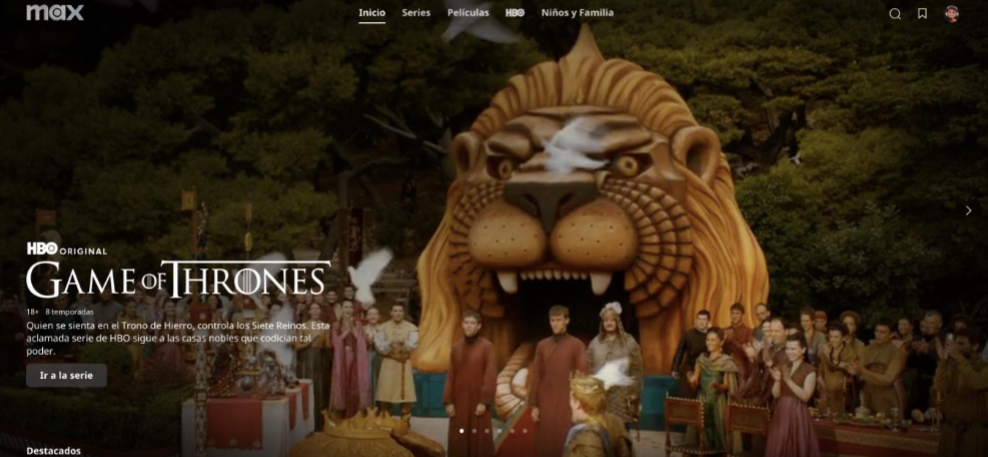 max
Inicio Series Películas HBO Niños y Familia
HBO ORIGINAL
GAME OF THRONES
18+ 8 temporadas
Quien se sienta en el Trono de Hierro, controla los Siete Reinos. Esta
aclamada serie de HBO sigue a las casas nobles que codician tal
poder.
Ir a la serie
Destacados